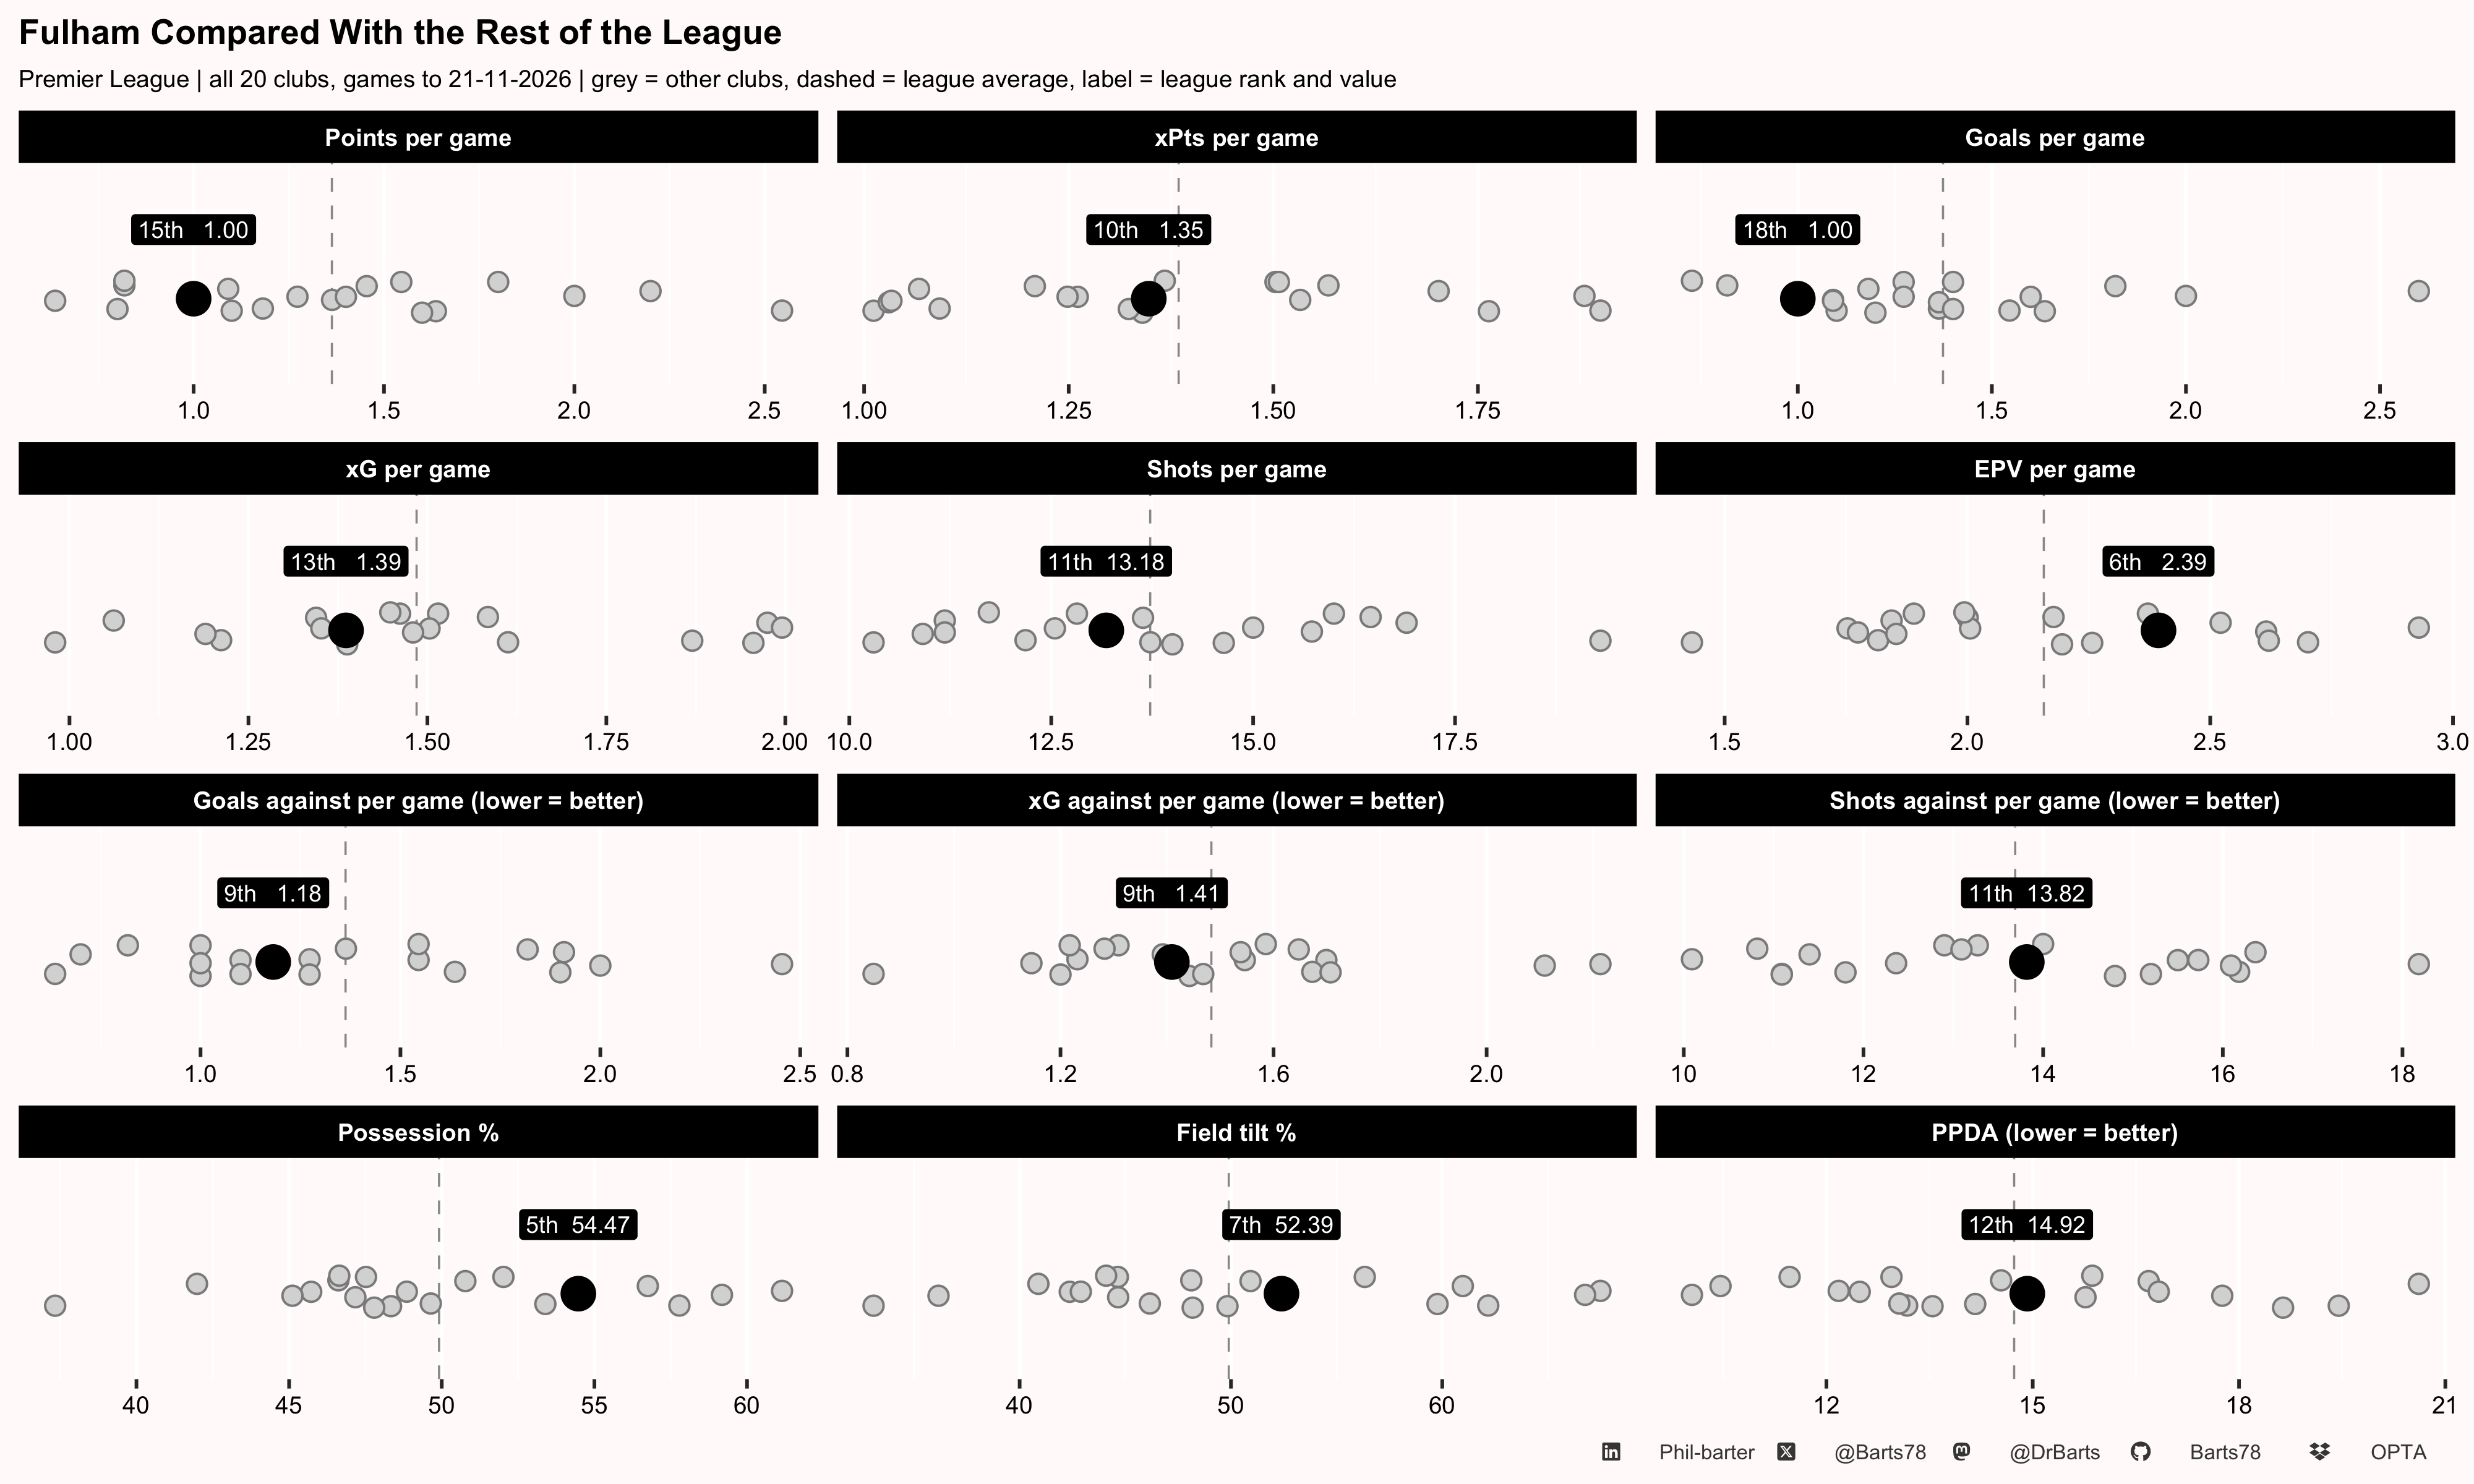 Fulham Compared With the Rest of the League
Premier League | all 20 clubs, games to 21-11-2026 | grey = other clubs, dashed = league average, label = league rank and value
Points per game
xPts per game
Goals per game
15th 1.00
10th 1.35
18th 1.00
1.0 1.5 2.0 2.5
1.00 1.25 1.50 1.75
1.0 1.5 2.0 2.5
xG per game
Shots per game
EPV per game
13th 1.39
11th 13.18
6th 2.39
1.00 1.25 1.50 1.75 2.00
10.0 12.5 15.0 17.5
1.5 2.0 2.5 3.0
Goals against per game (lower = better)
xG against per game (lower = better)
Shots against per game (lower = better)
9th 1.18
9th 1.41
11th 13.82
1.0 1.5 2.0 2.5
0.8 1.2 1.6 2.0
10 12 14 16 18
Possession %
Field tilt %
PPDA (lower = better)
5th 54.47
7th 52.39
12th 14.92
40 45 50 55 60
40 50 60
12 15 18 21
Phil-barter @Barts78 @DrBarts Barts78 OPTA